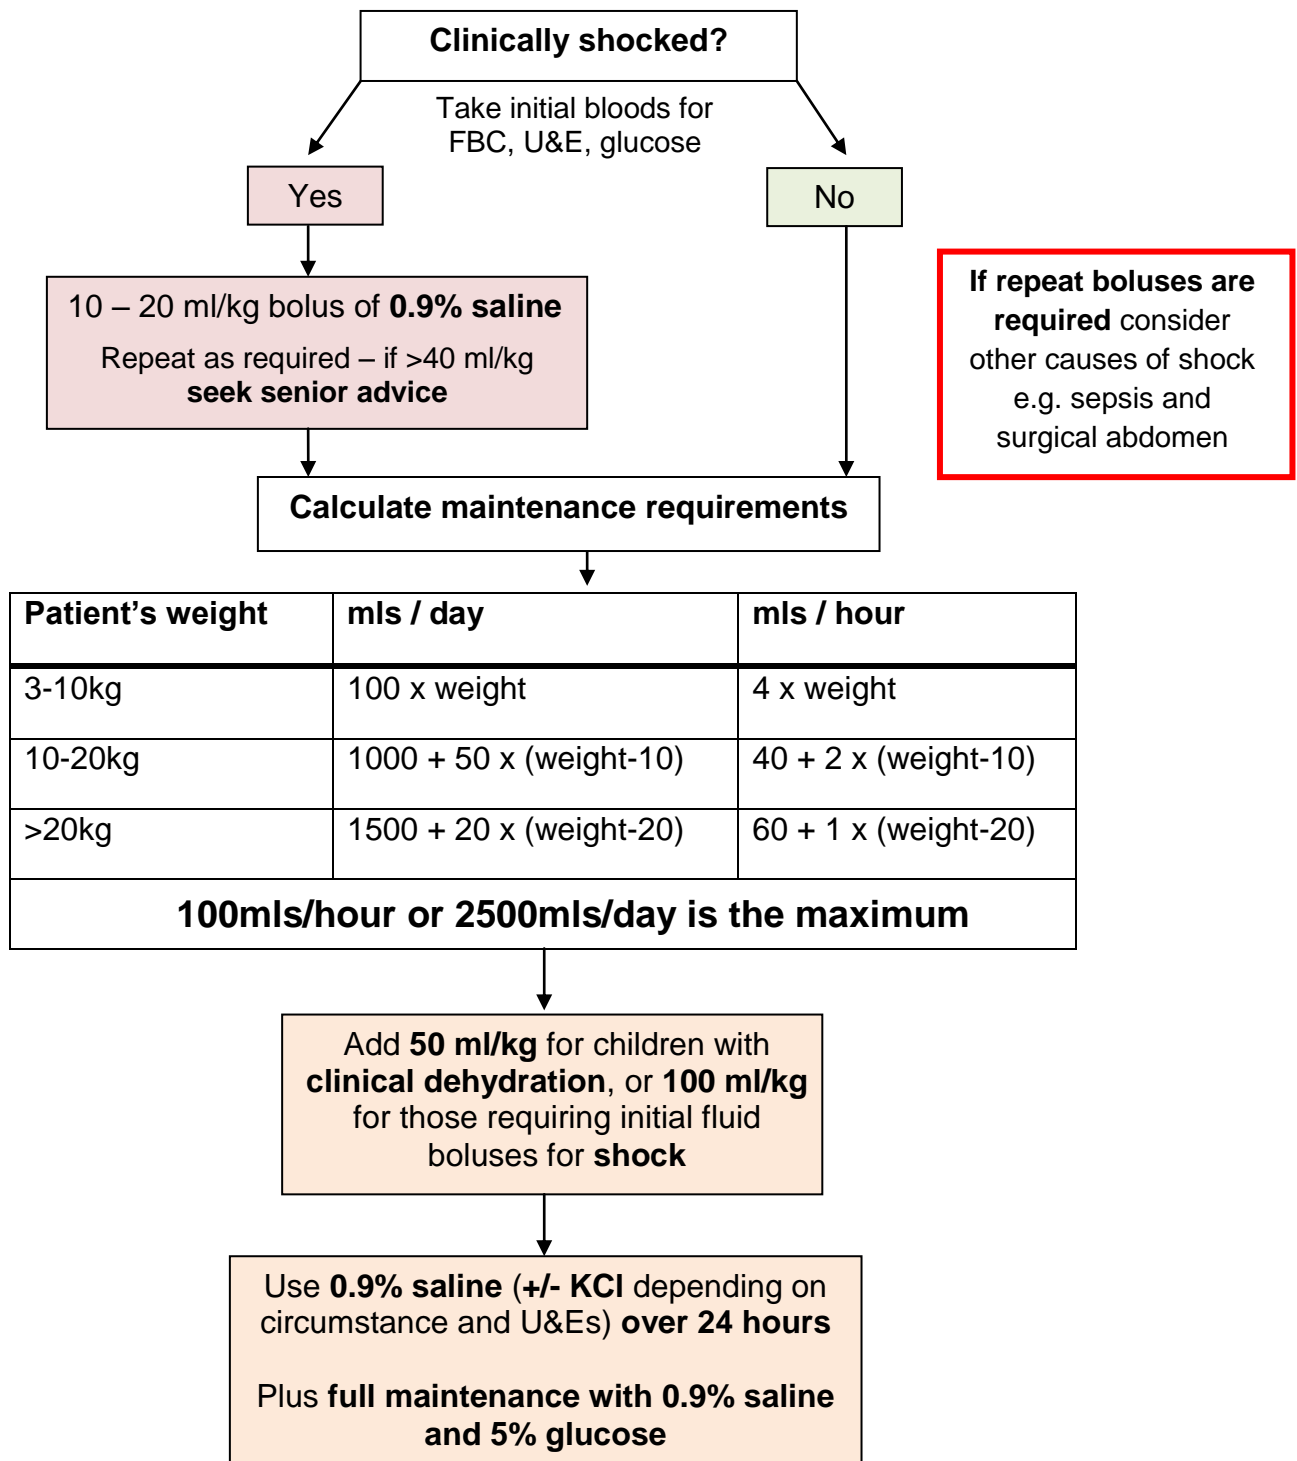 Clinically shocked?
Take initial bloods for
FBC, U&E, glucose
Yes
No
10 – 20 ml/kg bolus of 0.9% saline
Repeat as required – if >40 ml/kg
seek senior advice
If repeat boluses are
required consider
other causes of shock
e.g. sepsis and
surgical abdomen
Calculate maintenance requirements
Patient’s weight mls / day mls / hour
3-10kg 100 x weight 4 x weight
10-20kg 1000 + 50 x (weight-10) 40 + 2 x (weight-10)
>20kg 1500 + 20 x (weight-20) 60 + 1 x (weight-20)
100mls/hour or 2500mls/day is the maximum
Add 50 ml/kg for children with
clinical dehydration, or 100 ml/kg
for those requiring initial fluid
boluses for shock
Use 0.9% saline (+/- KCl depending on
circumstance and U&Es) over 24 hours
Plus full maintenance with 0.9% saline
and 5% glucose